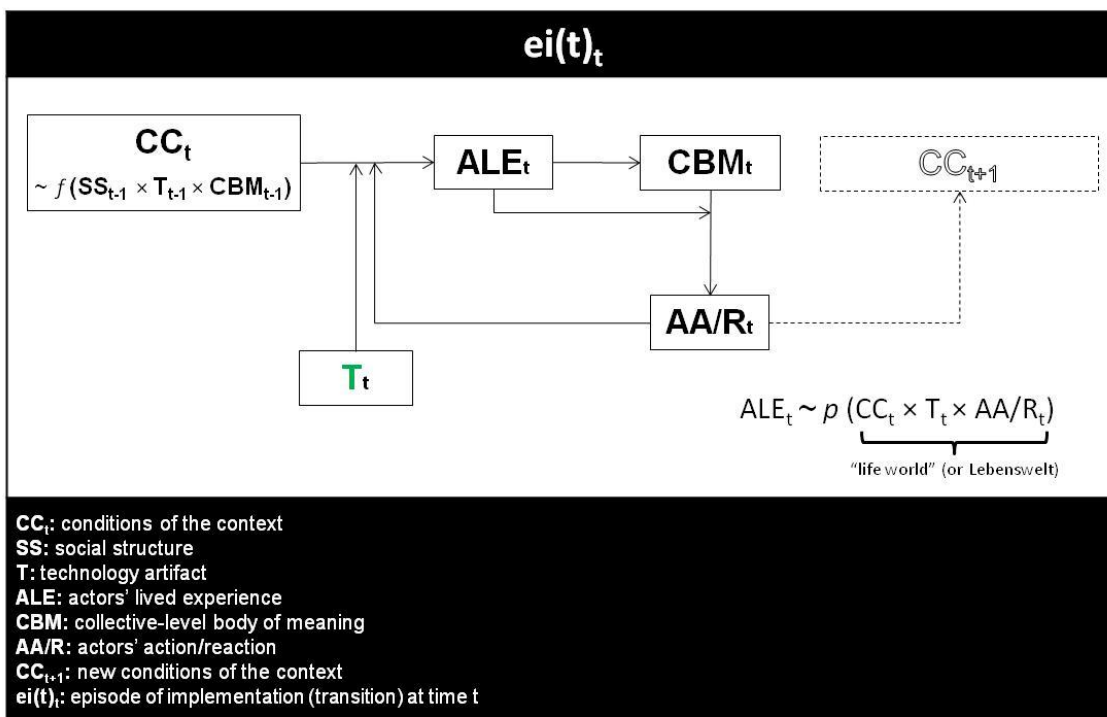 ei(t)t
CCt
~ f (SSt-1 × Tt-1 × CBMt-1)
ALEt
CBMt
CCt+1
AA/Rt
Tt
ALEt ~ p (CCt × Tt × AA/Rt)
“life world” (or Lebenswelt)
CCt: conditions of the context
SS: social structure
T: technology artifact
ALE: actors’ lived experience
CBM: collective-level body of meaning
AA/R: actors’ action/reaction
CCt+1: new conditions of the context
ei(t)t: episode of implementation (transition) at time t